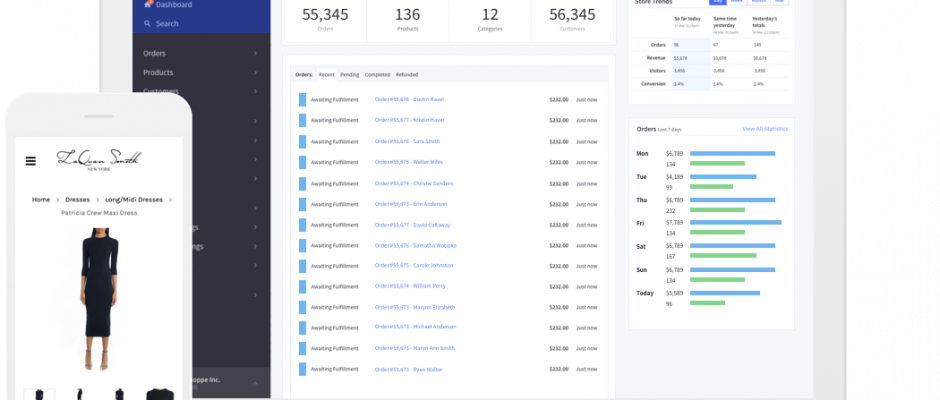 Dashboard
Search
Orders
Products
Customers
oppe Inc.
55,345
Orders
136
Products
12
Categories
56,345
Customers
Orders: Recent Pending Completed Refunded
Awaiting Fulfillment Order #55,678 - Dustin Haver $232.00 Just now
Awaiting Fulfillment Order #55,677 - Kristin Haver $232.00 Just now
Awaiting Fulfillment Order #55,676 - Sara Smith $232.00 Just now
Awaiting Fulfillment Order #55,675 - Walter Miles $232.00 Just now
Awaiting Fulfillment Order #55,674 - Christie Sanders $232.00 Just now
Awaiting Fulfillment Order #55,673 - Erin Anderson $232.00 Just now
Awaiting Fulfillment Order #55,677 - David Callaway $232.00 Just now
Awaiting Fulfillment Order #55,676 - Samatha Wotipka $232.00 Just now
Awaiting Fulfillment Order #55,675 - Carole Johnston $232.00 Just now
Awaiting Fulfillment Order #55,674 - William Perry $232.00 Just now
Awaiting Fulfillment Order #55,673 - Marynn Elizabeth $232.00 Just now
Awaiting Fulfillment Order #55,673 - Michael Anderson $232.00 Just now
Awaiting Fulfillment Order #55,673 - Maryn Ann Smith $232.00 Just now
Awaiting Fulfillment Order #55,673 - Ryan Walter $232.00 Just now
Store Trends
So far today Same time yesterday Yesterday's totals
Orders 96 67 145
Revenue $5,678 $5,678 $6,678
Visitors 3,456 3,456 3,456
Conversion 3.4% 3.4% 3.4%
Orders Last 7 days View All Statistics
Mon $6,789
134
Tue $4,189
99
Thu $6,789
232
Fri $7,789
134
Sat $6,789
167
Sun $6,789
134
Today $5,589
96
LaQuan Smith
NEW YORK
Home > Dresses > Long/Midi Dresses >
Patricia Crew Maxi Dress